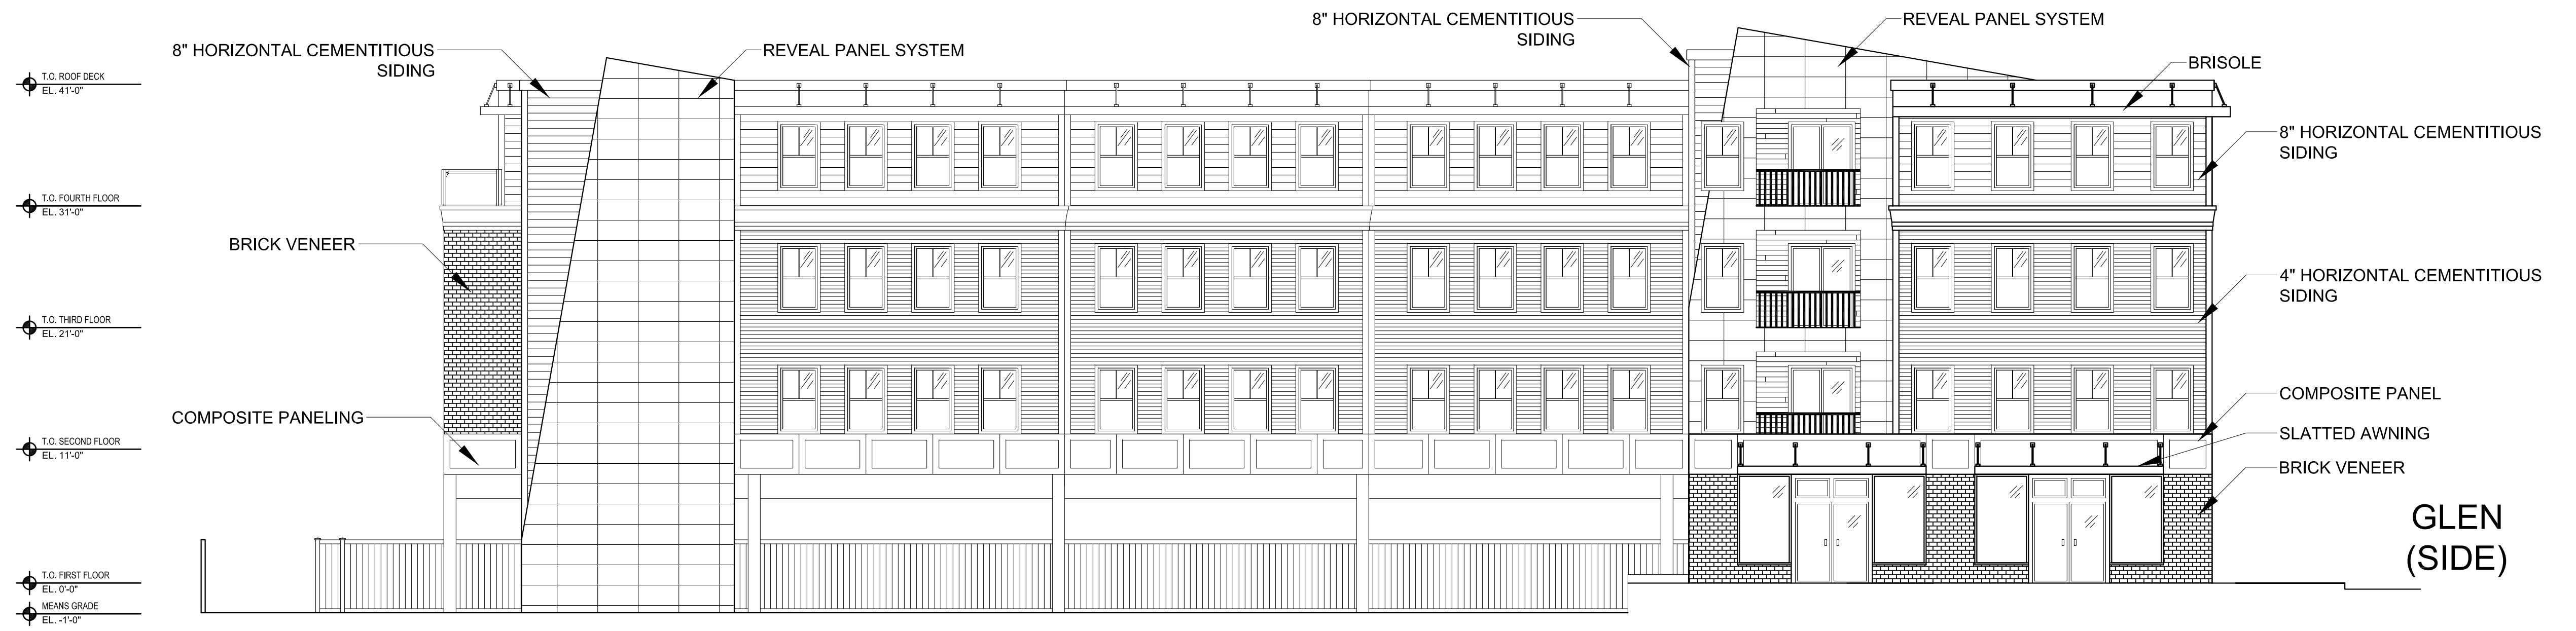 8" HORIZONTAL CEMENTITIOUS
SIDING
REVEAL PANEL SYSTEM
8" HORIZONTAL CEMENTITIOUS
SIDING
REVEAL PANEL SYSTEM
BRISOLE
T.O. ROOF DECK
EL. 41'-0"
8" HORIZONTAL CEMENTITIOUS
SIDING
T.O. FOURTH FLOOR
EL. 31'-0"
BRICK VENEER
4" HORIZONTAL CEMENTITIOUS
SIDING
T.O. THIRD FLOOR
EL. 21'-0"
COMPOSITE PANELING
COMPOSITE PANEL
T.O. SECOND FLOOR
EL. 11'-0"
SLATTED AWNING
BRICK VENEER
GLEN
(SIDE)
T.O. FIRST FLOOR
EL. 0'-0"
MEANS GRADE
EL. -1'-0"